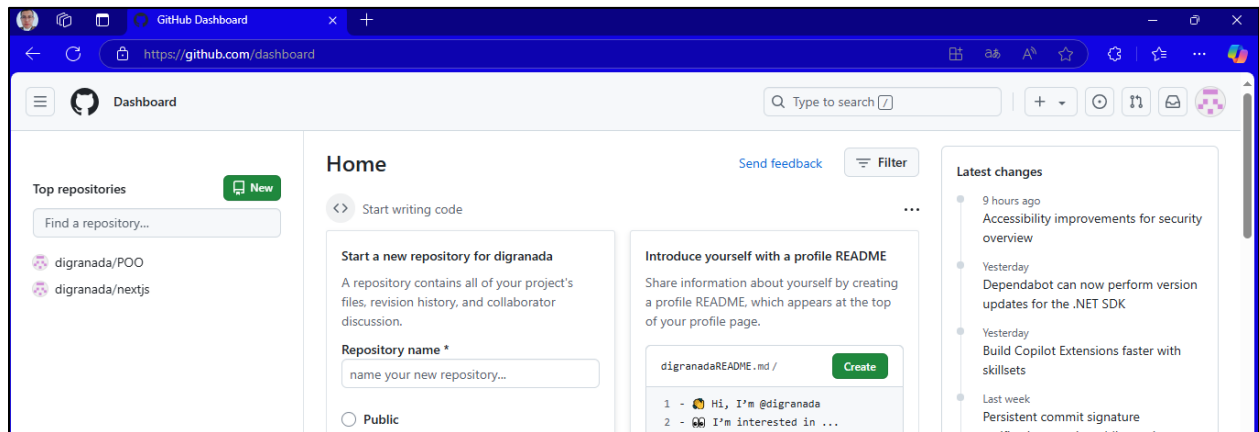 GitHub Dashboard
https://github.com/dashboard
Dashboard
Type to search /
Top repositories
New
Find a repository...
digranada/POO
digranada/nextjs
Home
Send feedback
Filter
Start writing code
Start a new repository for digranada
A repository contains all of your project's
files, revision history, and collaborator
discussion.
Repository name *
name your new repository...
Public
Introduce yourself with a profile README
Share information about yourself by creating
a profile README, which appears at the top
of your profile page.
digranadaREADME.md /
Create
1 - 👋 Hi, I'm @digranada
2 - 👀 I'm interested in ...
Latest changes
9 hours ago
Accessibility improvements for security
overview
Yesterday
Dependabot can now perform version
updates for the .NET SDK
Yesterday
Build Copilot Extensions faster with
skillsets
Last week
Persistent commit signature